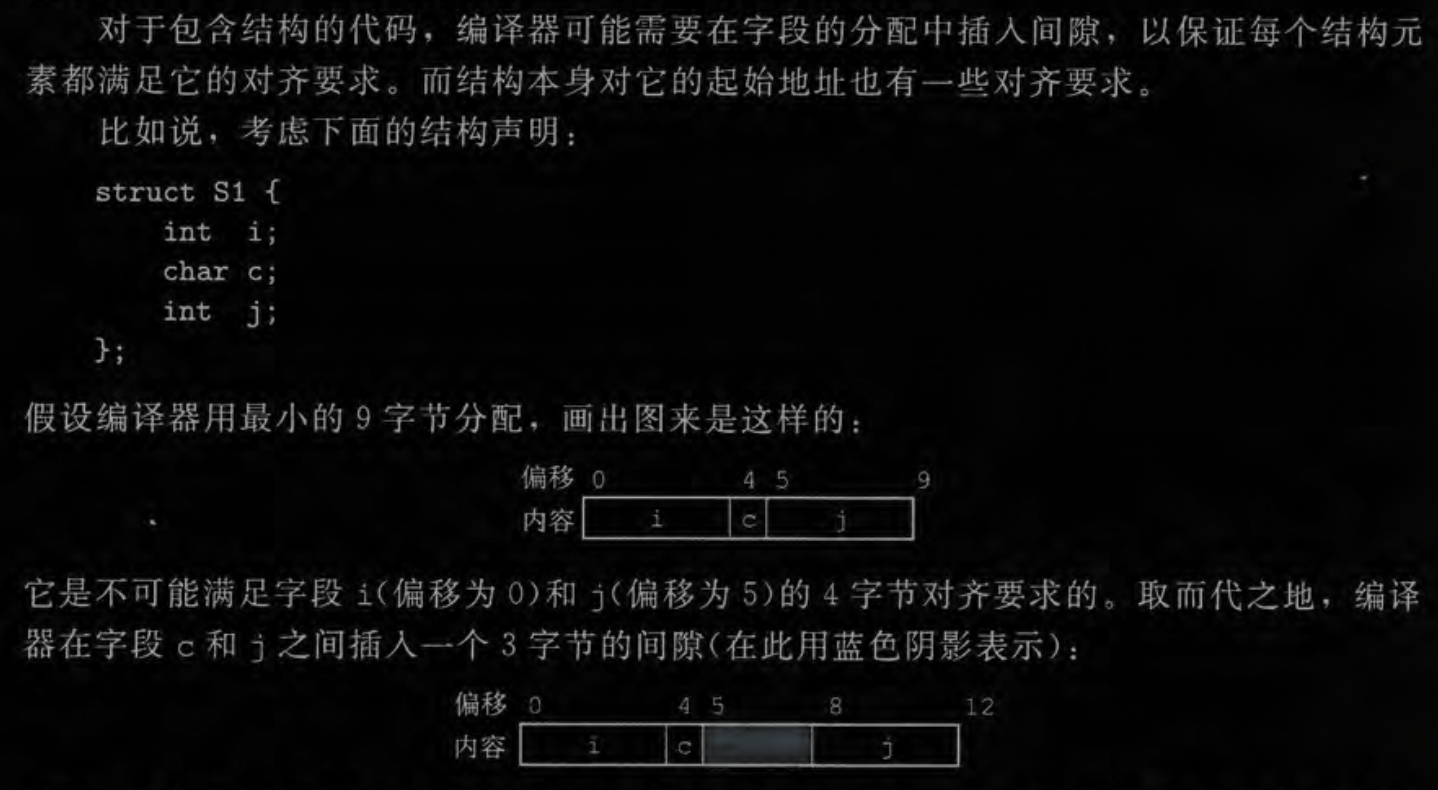 对于包含结构的代码，编译器可能需要在字段的分配中插入间隙，以保证每个结构元
素都满足它的对齐要求。而结构本身对它的起始地址也有一些对齐要求。
比如说，考虑下面的结构声明：
struct S1 {
    int  i;
    char c;
    int  j;
};
假设编译器用最小的 9 字节分配，画出图来是这样的：
偏移 0 4 5 9
内容 i c j
它是不可能满足字段 i(偏移为 0)和 j(偏移为 5)的 4 字节对齐要求的。取而代之地，编译
器在字段 c 和 j 之间插入一个 3 字节的间隙(在此用蓝色阴影表示)：
偏移 0 4 5 8 12
内容 i c j